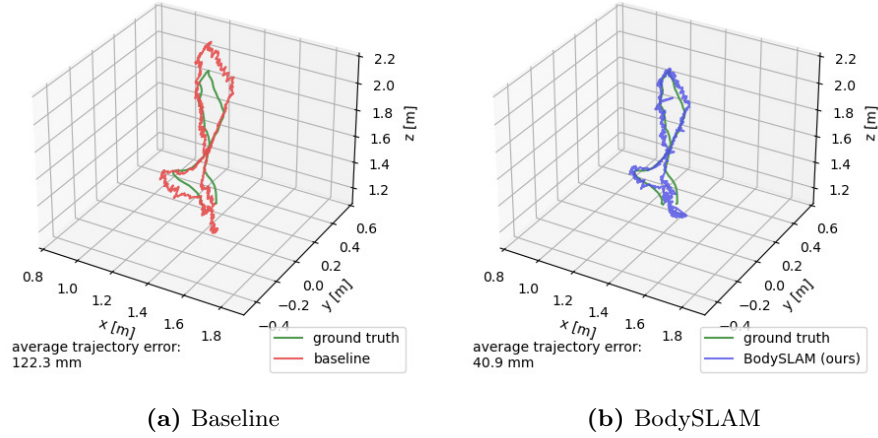 2.2
2.0
1.8
1.6
1.4
1.2
z [m]
0.6
0.4
0.2
0.0
−0.2
−0.4
y [m]
0.8
1.0
1.2
1.4
1.6
1.8
x [m]
average trajectory error:
122.3 mm
ground truth
baseline
(a) Baseline
2.2
2.0
1.8
1.6
1.4
1.2
z [m]
0.6
0.4
0.2
0.0
−0.2
−0.4
y [m]
0.8
1.0
1.2
1.4
1.6
1.8
x [m]
average trajectory error:
40.9 mm
ground truth
BodySLAM (ours)
(b) BodySLAM